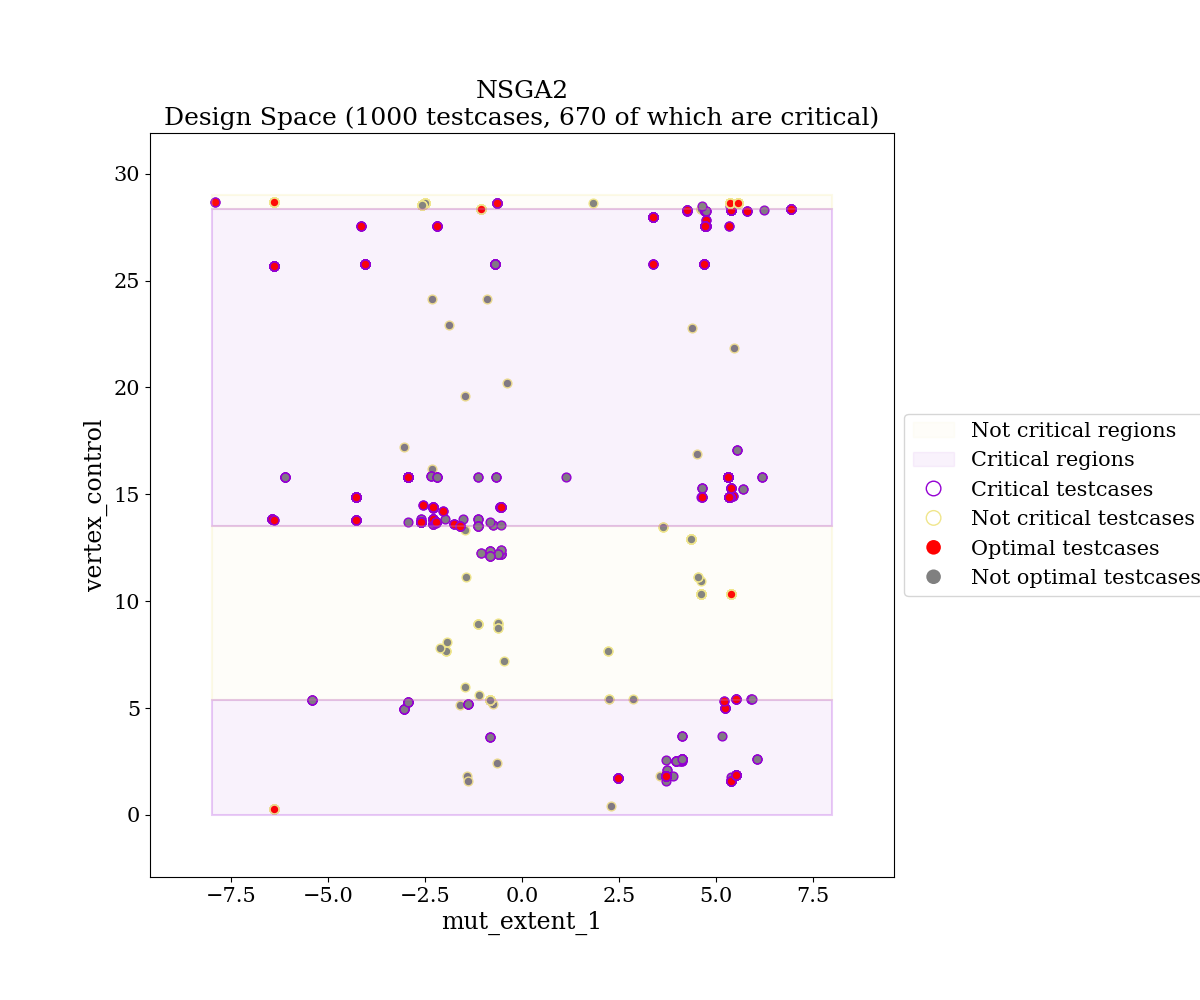 NSGA2
Design Space (1000 testcases, 670 of which are critical)
30
25
20
15
10
5
0
vertex_control
−7.5 −5.0 −2.5 0.0 2.5 5.0 7.5
mut_extent_1
Not critical regions
Critical regions
Critical testcases
Not critical testcases
Optimal testcases
Not optimal testcases